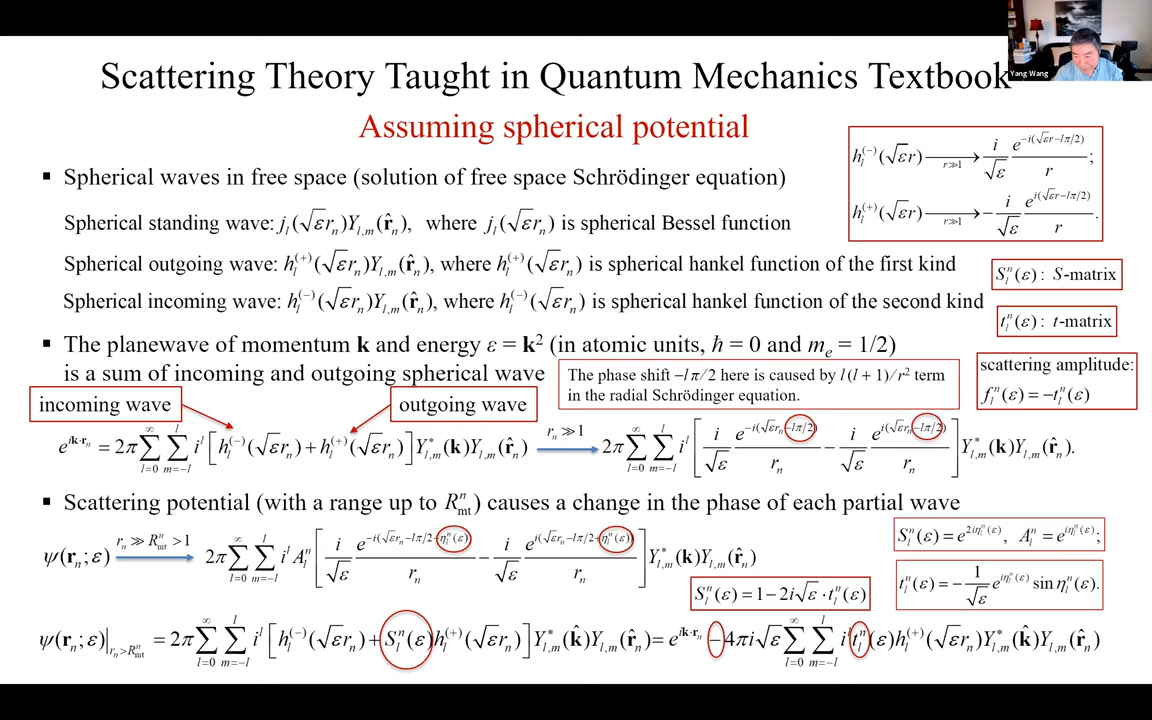 Yang Wang
Scattering Theory Taught in Quantum Mechanics Textbook
Assuming spherical potential
h_l^{(-)}(√ε r) ⟶_{r≫1} (i/√ε) e^{-i(√ε r-lπ/2)}/r ;
h_l^{(+)}(√ε r) ⟶_{r≫1} -(i/√ε) e^{i(√ε r-lπ/2)}/r .
▪ Spherical waves in free space (solution of free space Schrödinger equation)
Spherical standing wave: j_l(√ε r_n)Y_{l,m}(r̂_n), where j_l(√ε r_n) is spherical Bessel function
Spherical outgoing wave: h_l^{(+)}(√ε r_n)Y_{l,m}(r̂_n), where h_l^{(+)}(√ε r_n) is spherical hankel function of the first kind
Spherical incoming wave: h_l^{(-)}(√ε r_n)Y_{l,m}(r̂_n), where h_l^{(-)}(√ε r_n) is spherical hankel function of the second kind
S_l^n(ε) : S-matrix
t_l^n(ε) : t-matrix
scattering amplitude:
f_l^n(ε) = -t_l^n(ε)
▪ The planewave of momentum k and energy ε = k² (in atomic units, ħ = 0 and m_e = 1/2)
is a sum of incoming and outgoing spherical wave
The phase shift -lπ/2 here is caused by l(l+1)/r² term
in the radial Schrödinger equation.
incoming wave
outgoing wave
e^{ik·r_n} = 2π ∑_{l=0}^{∞} ∑_{m=-l}^{l} i^l [h_l^{(-)}(√ε r_n) + h_l^{(+)}(√ε r_n)] Y*_{l,m}(k)Y_{l,m}(r̂_n) ⟶^{r_n≫1} 2π ∑_{l=0}^{∞} ∑_{m=-l}^{l} i^l [(i/√ε) e^{-i(√ε r_n-lπ/2)}/r_n - (i/√ε) e^{i(√ε r_n-lπ/2)}/r_n] Y*_{l,m}(k)Y_{l,m}(r̂_n).
▪ Scattering potential (with a range up to R_mt^n) causes a change in the phase of each partial wave
ψ(r_n;ε) ⟶^{r_n≫R_mt^n>1} 2π ∑_{l=0}^{∞} ∑_{m=-l}^{l} i^l A_l^n [(i/√ε) e^{-i(√ε r_n-lπ/2+η_l^n(ε))}/r_n - (i/√ε) e^{i(√ε r_n-lπ/2+η_l^n(ε))}/r_n] Y*_{l,m}(k)Y_{l,m}(r̂_n)
S_l^n(ε) = e^{2iη_l^n(ε)}, A_l^n = e^{iη_l^n(ε)};
t_l^n(ε) = -(1/√ε) e^{iη_l^n(ε)} sin η_l^n(ε).
S_l^n(ε) = 1 - 2i√ε · t_l^n(ε)
ψ(r_n;ε)|_{r_n>R_mt^n} = 2π ∑_{l=0}^{∞} ∑_{m=-l}^{l} i^l [h_l^{(-)}(√ε r_n) + S_l^n(ε)h_l^{(+)}(√ε r_n)] Y*_{l,m}(k̂)Y_{l,m}(r̂_n) = e^{ik·r_n} - 4πi√ε ∑_{l=0}^{∞} ∑_{m=-l}^{l} i^l t_l^n(ε)h_l^{(+)}(√ε r_n)Y*_{l,m}(k̂)Y_{l,m}(r̂_n)